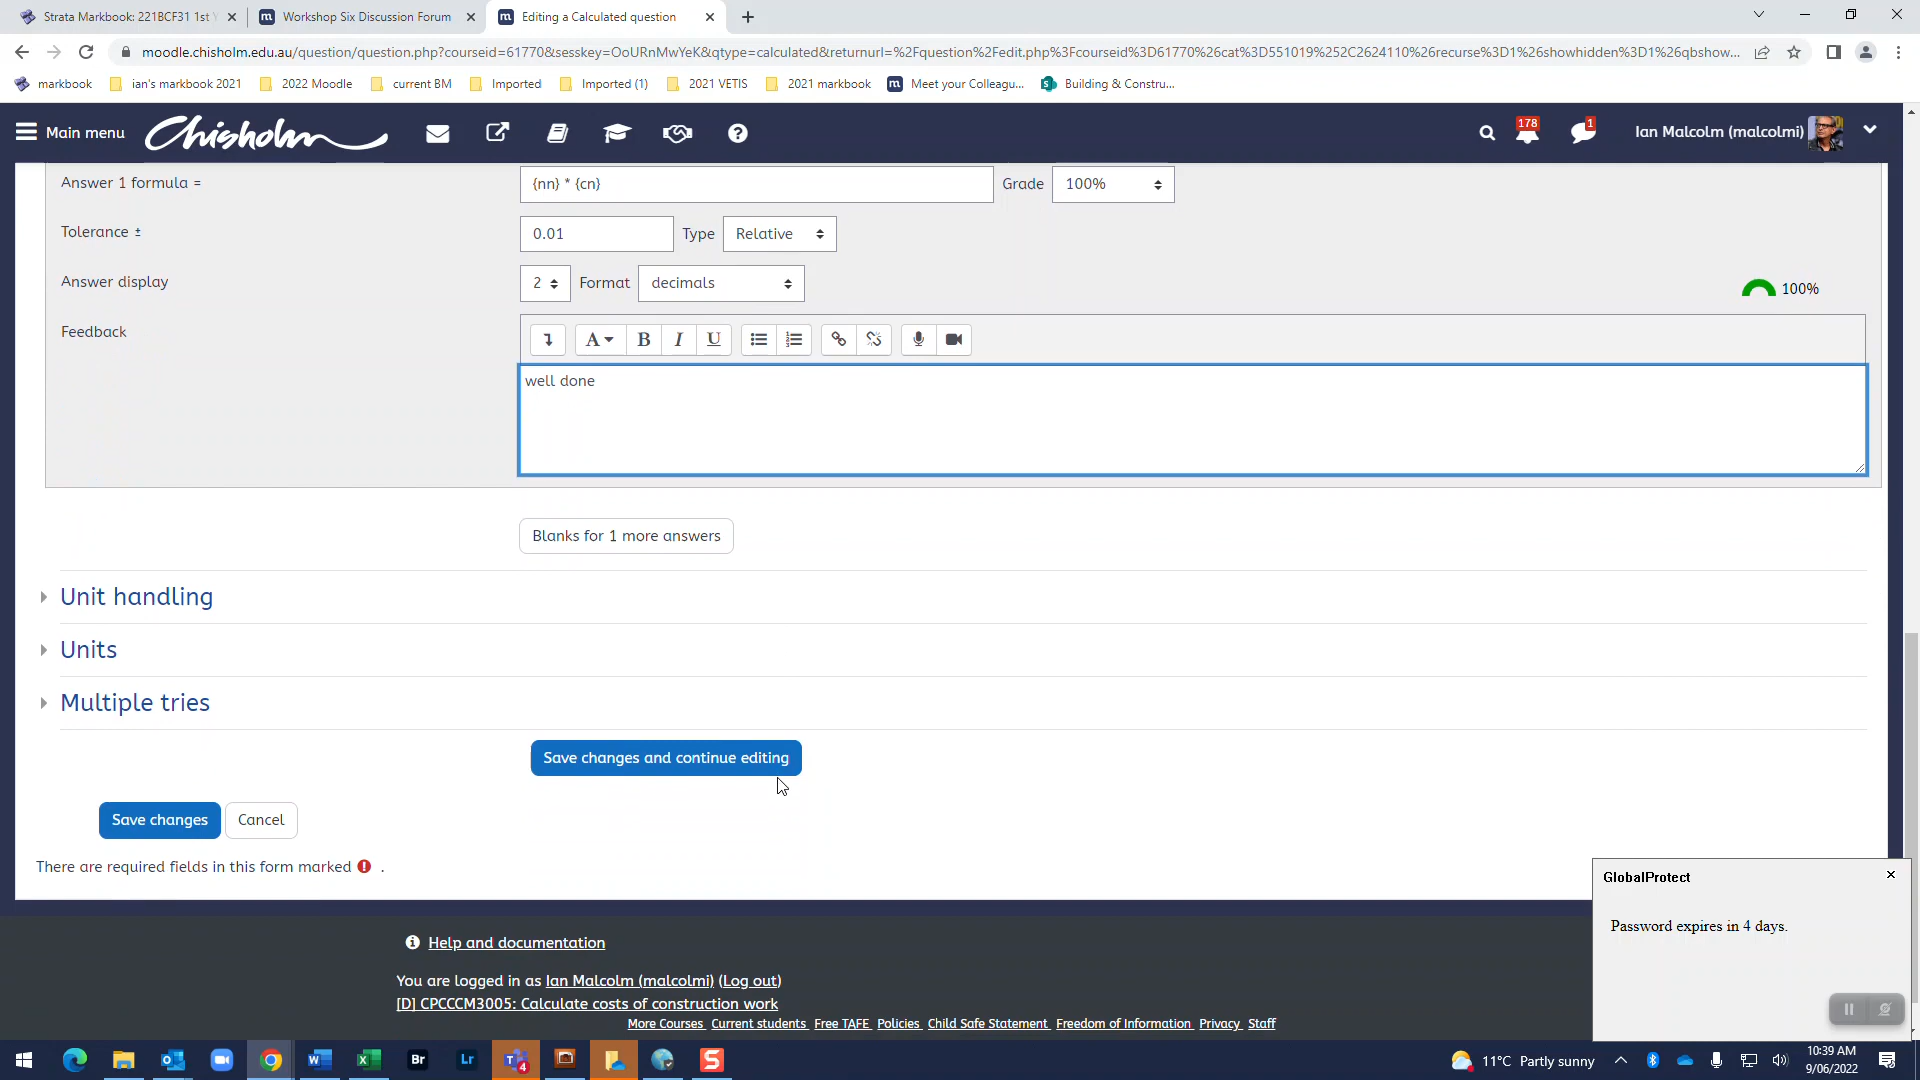 Strata Markbook: 221BCF31 1st Y
Workshop Six Discussion Forum
Editing a Calculated question
moodle.chisholm.edu.au/question/question.php?courseid=61770&sesskey=OoURnMwYeK&qtype=calculated&returnurl=%2Fquestion%2Fedit.php%3Fcourseid%3D61770%26cat%3D551019%252C2624110%26recurse%3D1%26showhidden%3D1%26qbshow...
markbook
ian's markbook 2021
2022 Moodle
current BM
Imported
Imported (1)
2021 VETIS
2021 markbook
Meet your Colleagu...
Building & Constru...
Main menu
Chisholm
178
1
Ian Malcolm (malcolmi)
Answer 1 formula =
{nn} * {cn}
Grade
100%
Tolerance ±
0.01
Type
Relative
Answer display
2
Format
decimals
100%
Feedback
A
B
I
U
well done
Blanks for 1 more answers
Unit handling
Units
Multiple tries
Save changes and continue editing
Save changes
Cancel
There are required fields in this form marked .
GlobalProtect
Password expires in 4 days.
Help and documentation
You are logged in as Ian Malcolm (malcolmi) (Log out)
[D] CPCCCM3005: Calculate costs of construction work
More Courses Current students Free TAFE Policies Child Safe Statement Freedom of Information Privacy Staff
Br
Lr
4
11°C Partly sunny
10:39 AM
9/06/2022